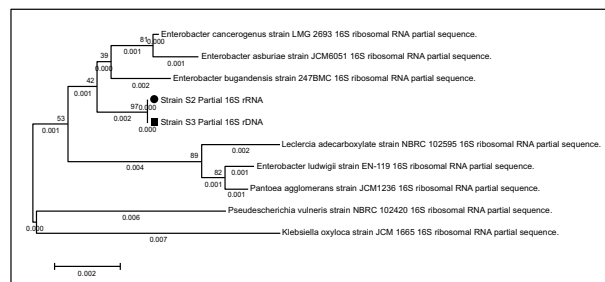 Enterobacter cancerogenus strain LMG 2693 16S ribosomal RNA partial sequence.
81
0.000
0.001
39
0.000
Enterobacter asburiae strain JCM6051 16S ribosomal RNA partial sequence.
0.001
42
0.001
Enterobacter bugandensis strain 247BMC 16S ribosomal RNA partial sequence.
0.002
Strain S2 Partial 16S rRNA
97
0.000
0.002
53
0.001
Strain S3 Partial 16S rDNA
0.000
Leclercia adecarboxylate strain NBRC 102595 16S ribosomal RNA partial sequence.
0.002
89
0.004
Enterobacter ludwigii strain EN-119 16S ribosomal RNA partial sequence.
82
0.001
0.001
Pantoea agglomerans strain JCM1236 16S ribosomal RNA partial sequence.
0.001
Pseudescherichia vulneris strain NBRC 102420 16S ribosomal RNA partial sequence.
0.006
0.000
Klebsiella oxyloca strain JCM 1665 16S ribosomal RNA partial sequence.
0.007
0.002